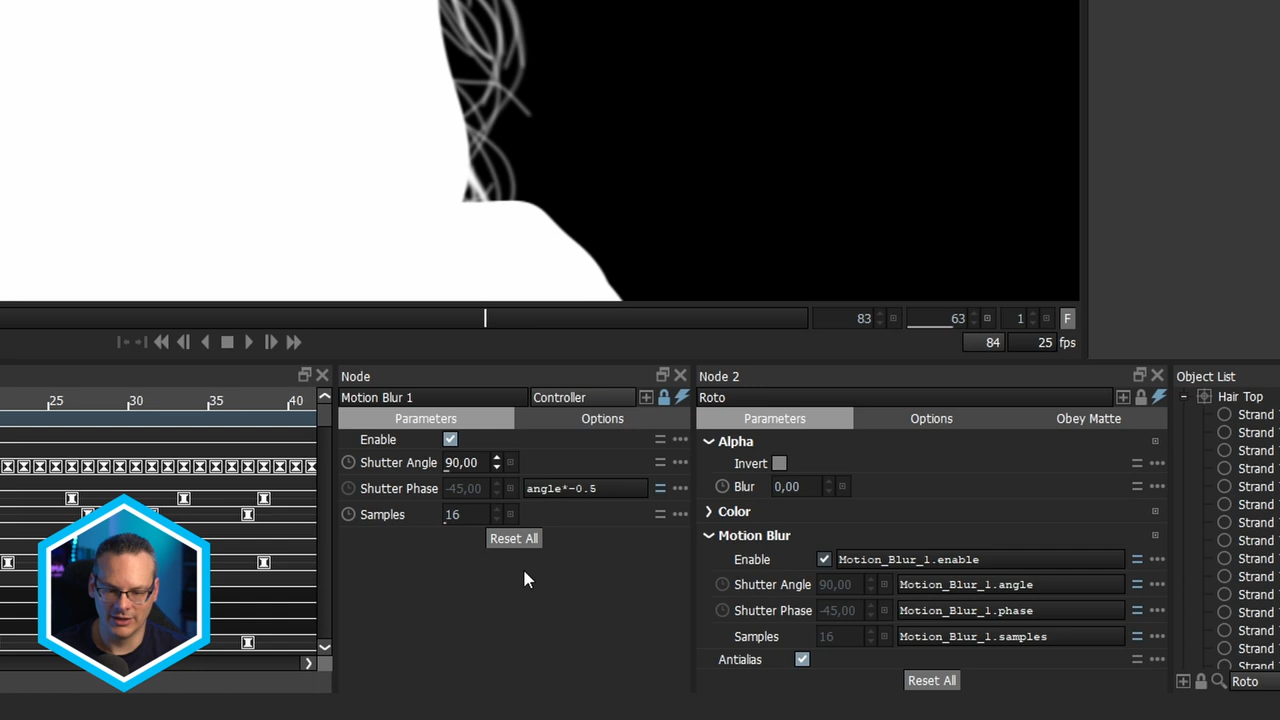 83 63 1 F
84 25 fps
Node
Node 2
Object List
Motion Blur 1 Controller
Roto
Hair Top
25 30 35 40
Parameters Options
Parameters Options Obey Matte
Strand
Enable
Alpha
Strand
Shutter Angle 90,00
Invert
Strand
Shutter Phase -45,00 angle*-0.5
Blur 0,00
Strand
Samples 16
Color
Strand
Reset All
Motion Blur
Strand
Enable Motion_Blur_1.enable
Strand
Shutter Angle 90,00 Motion_Blur_1.angle
Strand
Shutter Phase -45,00 Motion_Blur_1.phase
Strand
Samples 16 Motion_Blur_1.samples
Strand
Strand
Antialias
Strand
Strand
Strand
Reset All
Roto